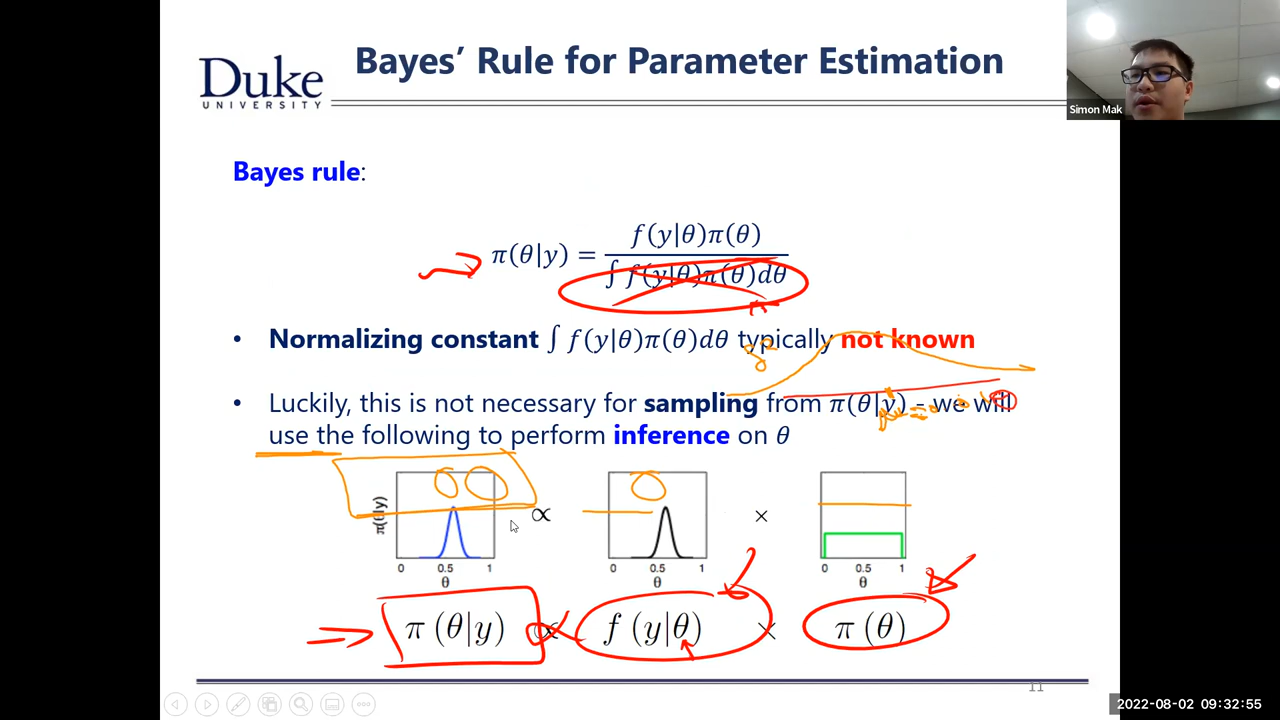 Bayes’ Rule for Parameter Estimation
Duke
UNIVERSITY
Simon Mak
Bayes rule:
π(θ|y) = f(y|θ)π(θ) / ∫ f(y|θ)π(θ)dθ
• Normalizing constant ∫ f(y|θ)π(θ)dθ typically not known
• Luckily, this is not necessary for sampling from π(θ|y) - we will
use the following to perform inference on θ
π(θ|y)
∝ ×
0 0.5 1 0 0.5 1 0 0.5 1
θ θ θ
π (θ|y) ∝ f (y|θ) × π (θ)
11
2022-08-02 09:32:55